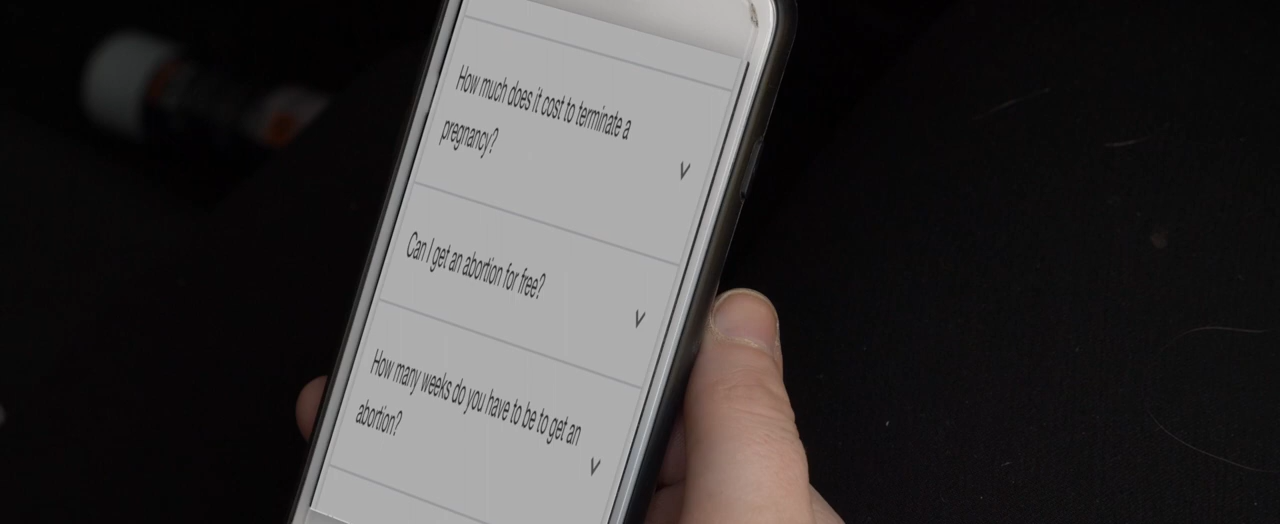 How much does it cost to terminate a
pregnancy?
Can I get an abortion for free?
How many weeks do you have to be to get an
abortion?